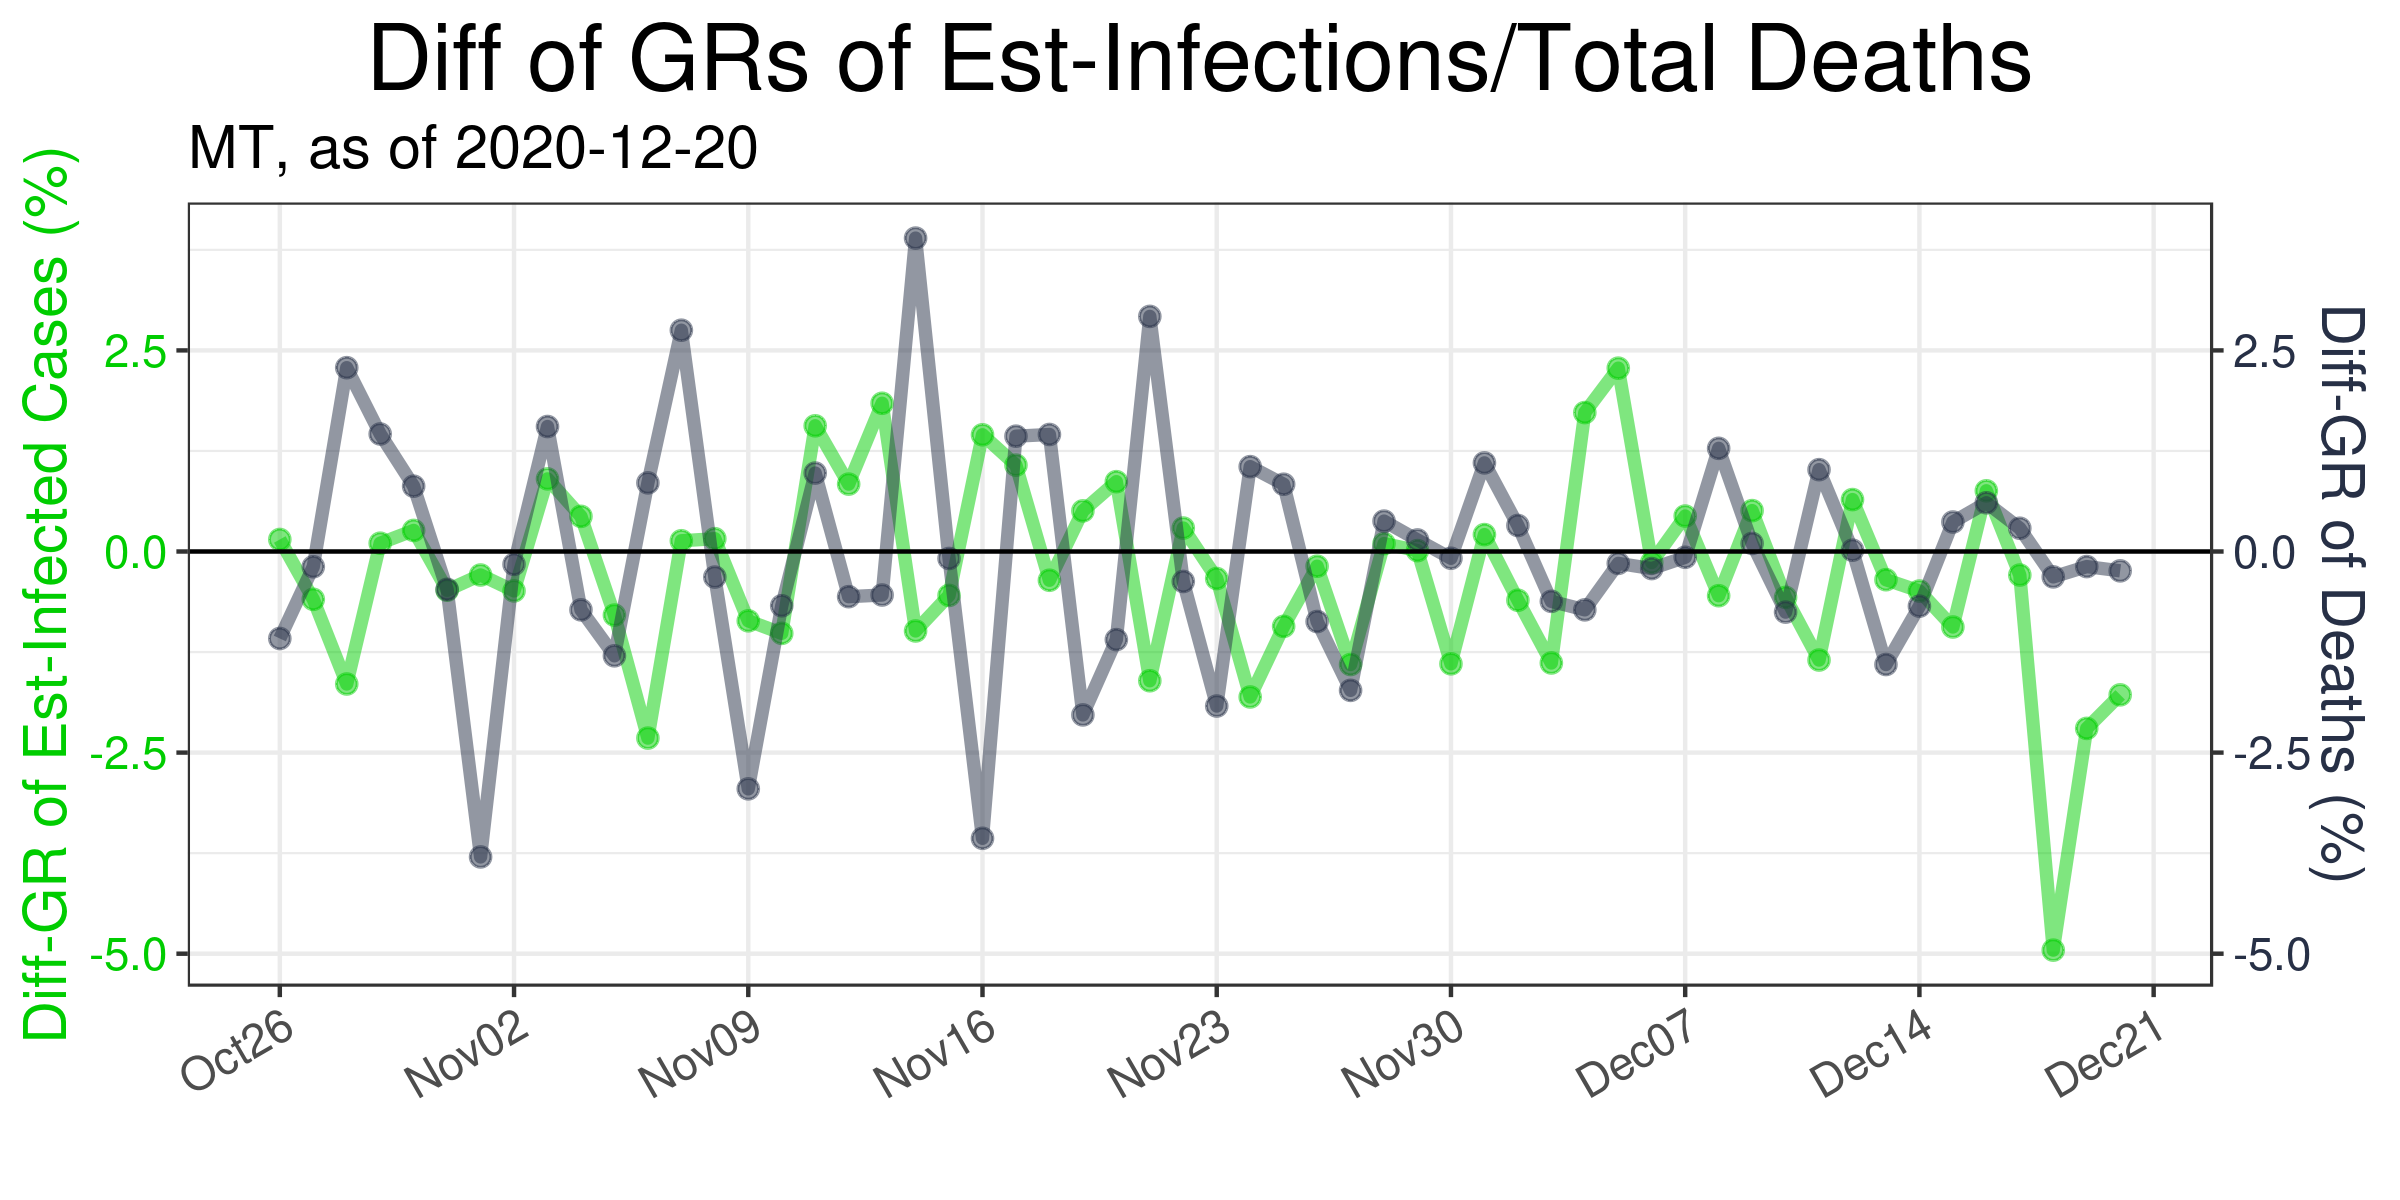 Diff of GRs of Est-Infections/Total Deaths
MT, as of 2020-12-20
Diff-GR of Est-Infected Cases (%)
2.5
0.0
-2.5
-5.0
2.5
0.0
-2.5
-5.0
Diff-GR of Deaths (%)
Oct26
Nov02
Nov09
Nov16
Nov23
Nov30
Dec07
Dec14
Dec21